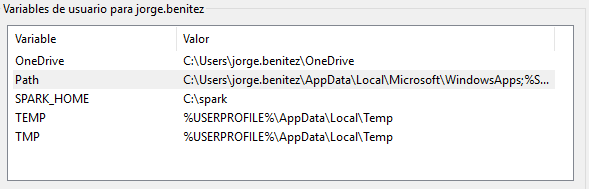 Variables de usuario para jorge.benitez
Variable Valor
OneDrive C:\Users\jorge.benitez\OneDrive
Path C:\Users\jorge.benitez\AppData\Local\Microsoft\WindowsApps;%S...
SPARK_HOME C:\spark
TEMP %USERPROFILE%\AppData\Local\Temp
TMP %USERPROFILE%\AppData\Local\Temp